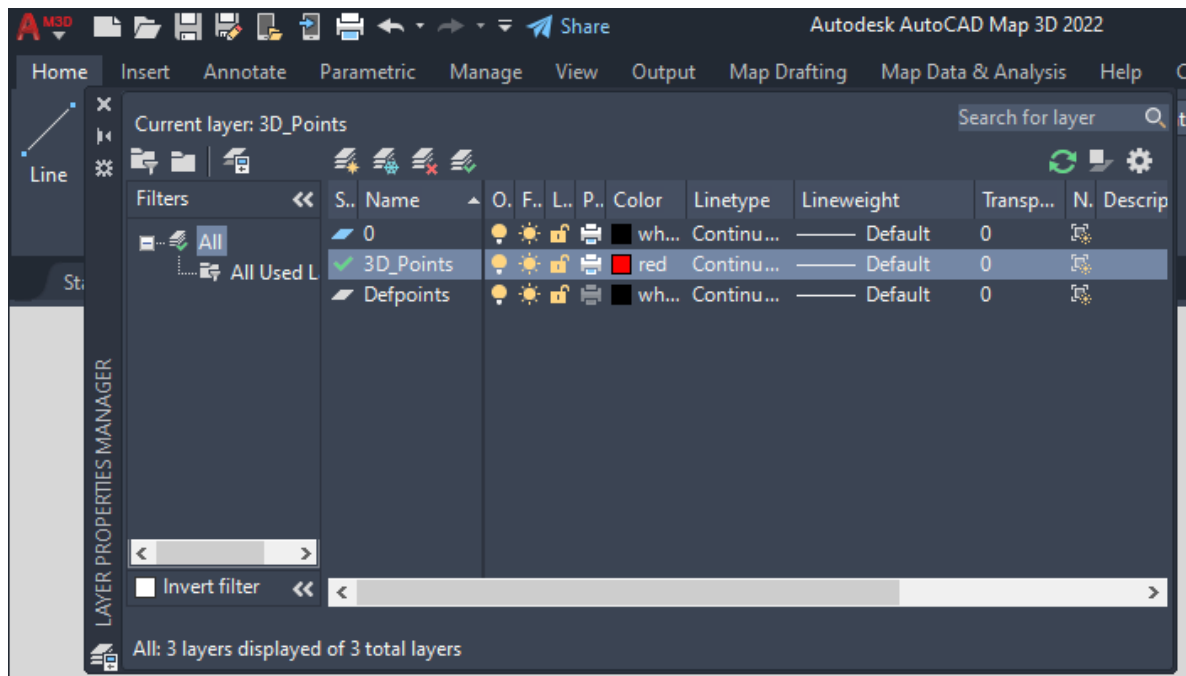 M3D Share Autodesk AutoCAD Map 3D 2022
Home Insert Annotate Parametric Manage View Output Map Drafting Map Data & Analysis Help
Current layer: 3D_Points Search for layer
Line
Filters S.. Name O. F.. L.. P.. Color Linetype Lineweight Transp... N. Descrip
All 0 wh... Continu... Default 0
All Used L 3D_Points red Continu... Default 0
Defpoints wh... Continu... Default 0
LAYER PROPERTIES MANAGER
Invert filter
All: 3 layers displayed of 3 total layers